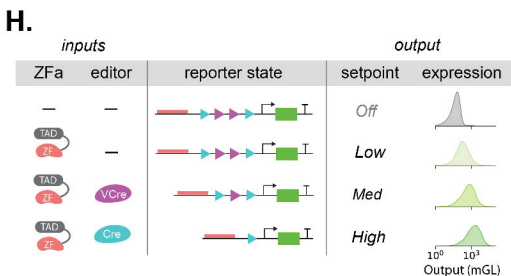 H.
inputs output
ZFa editor reporter state setpoint expression
— — Off
TAD
ZF — Low
TAD
ZF VCre Med
TAD
ZF Cre High
10⁰ 10³
Output (mGL)